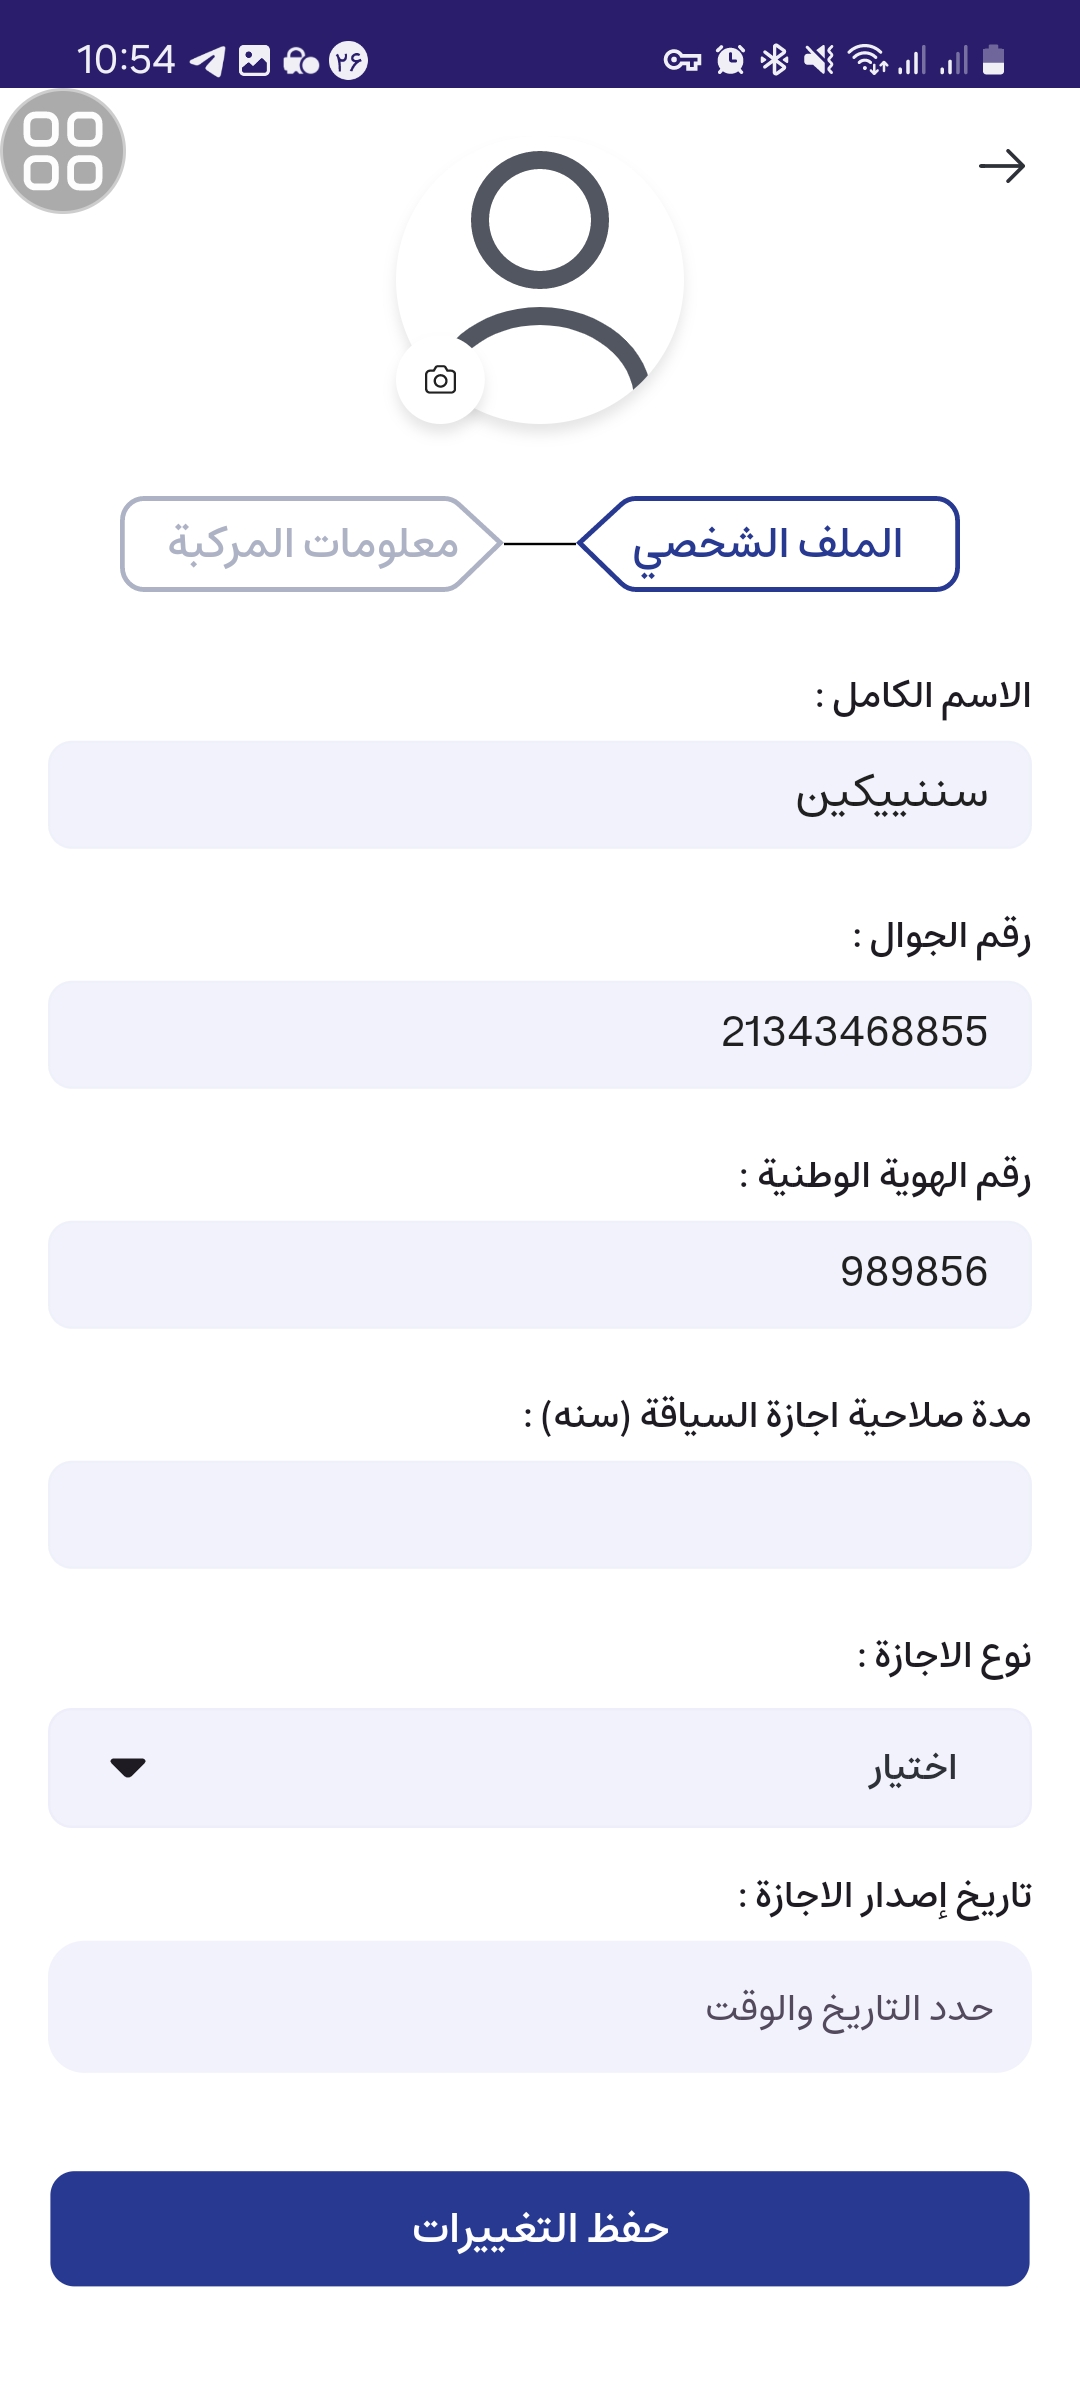 10:54 ۲۶
الملف الشخصي
معلومات المركبة
الاسم الكامل :
سننييكين
رقم الجوال :
21343468855
رقم الهوية الوطنية :
989856
مدة صلاحية اجازة السياقة (سنه) :
نوع الاجازة :
اختيار
تاريخ إصدار الاجازة :
حدد التاريخ والوقت
حفظ التغييرات